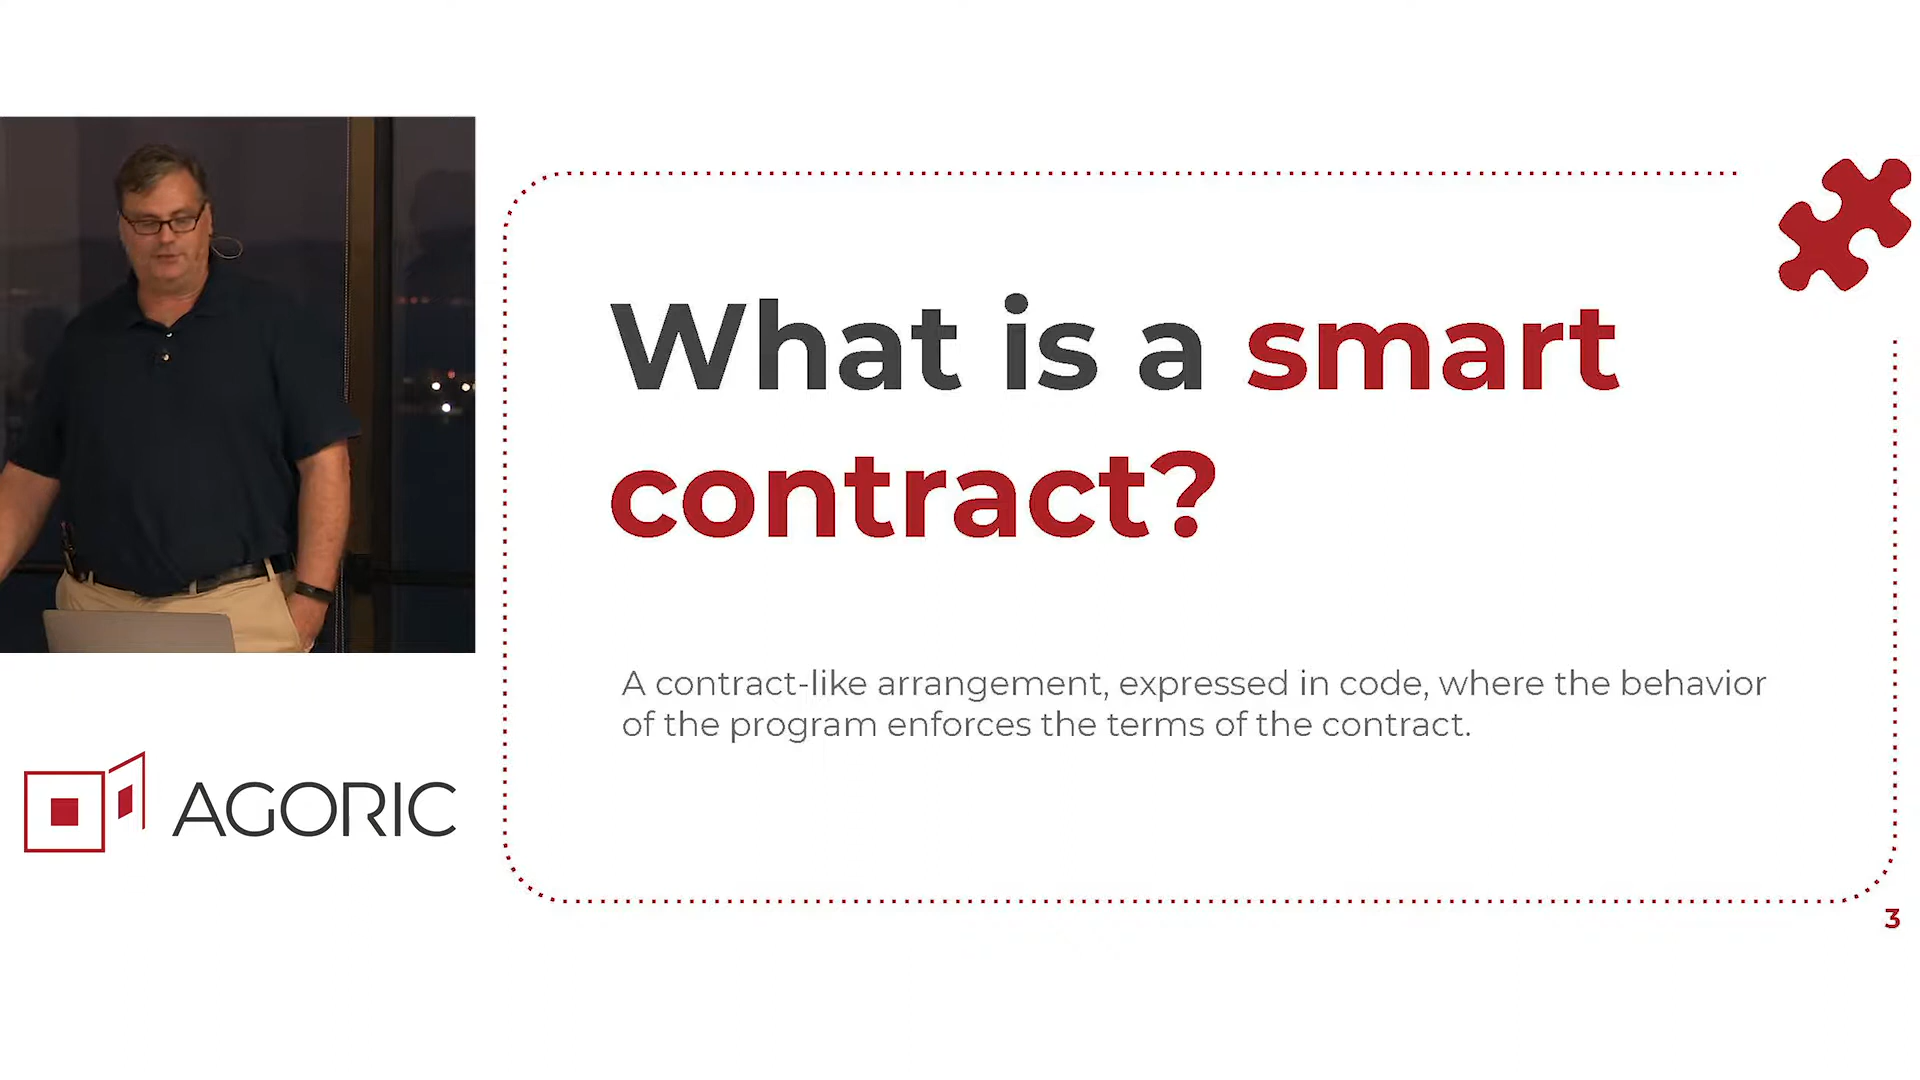 What is a smart
contract?
A contract-like arrangement, expressed in code, where the behavior
of the program enforces the terms of the contract.
AGORIC
3